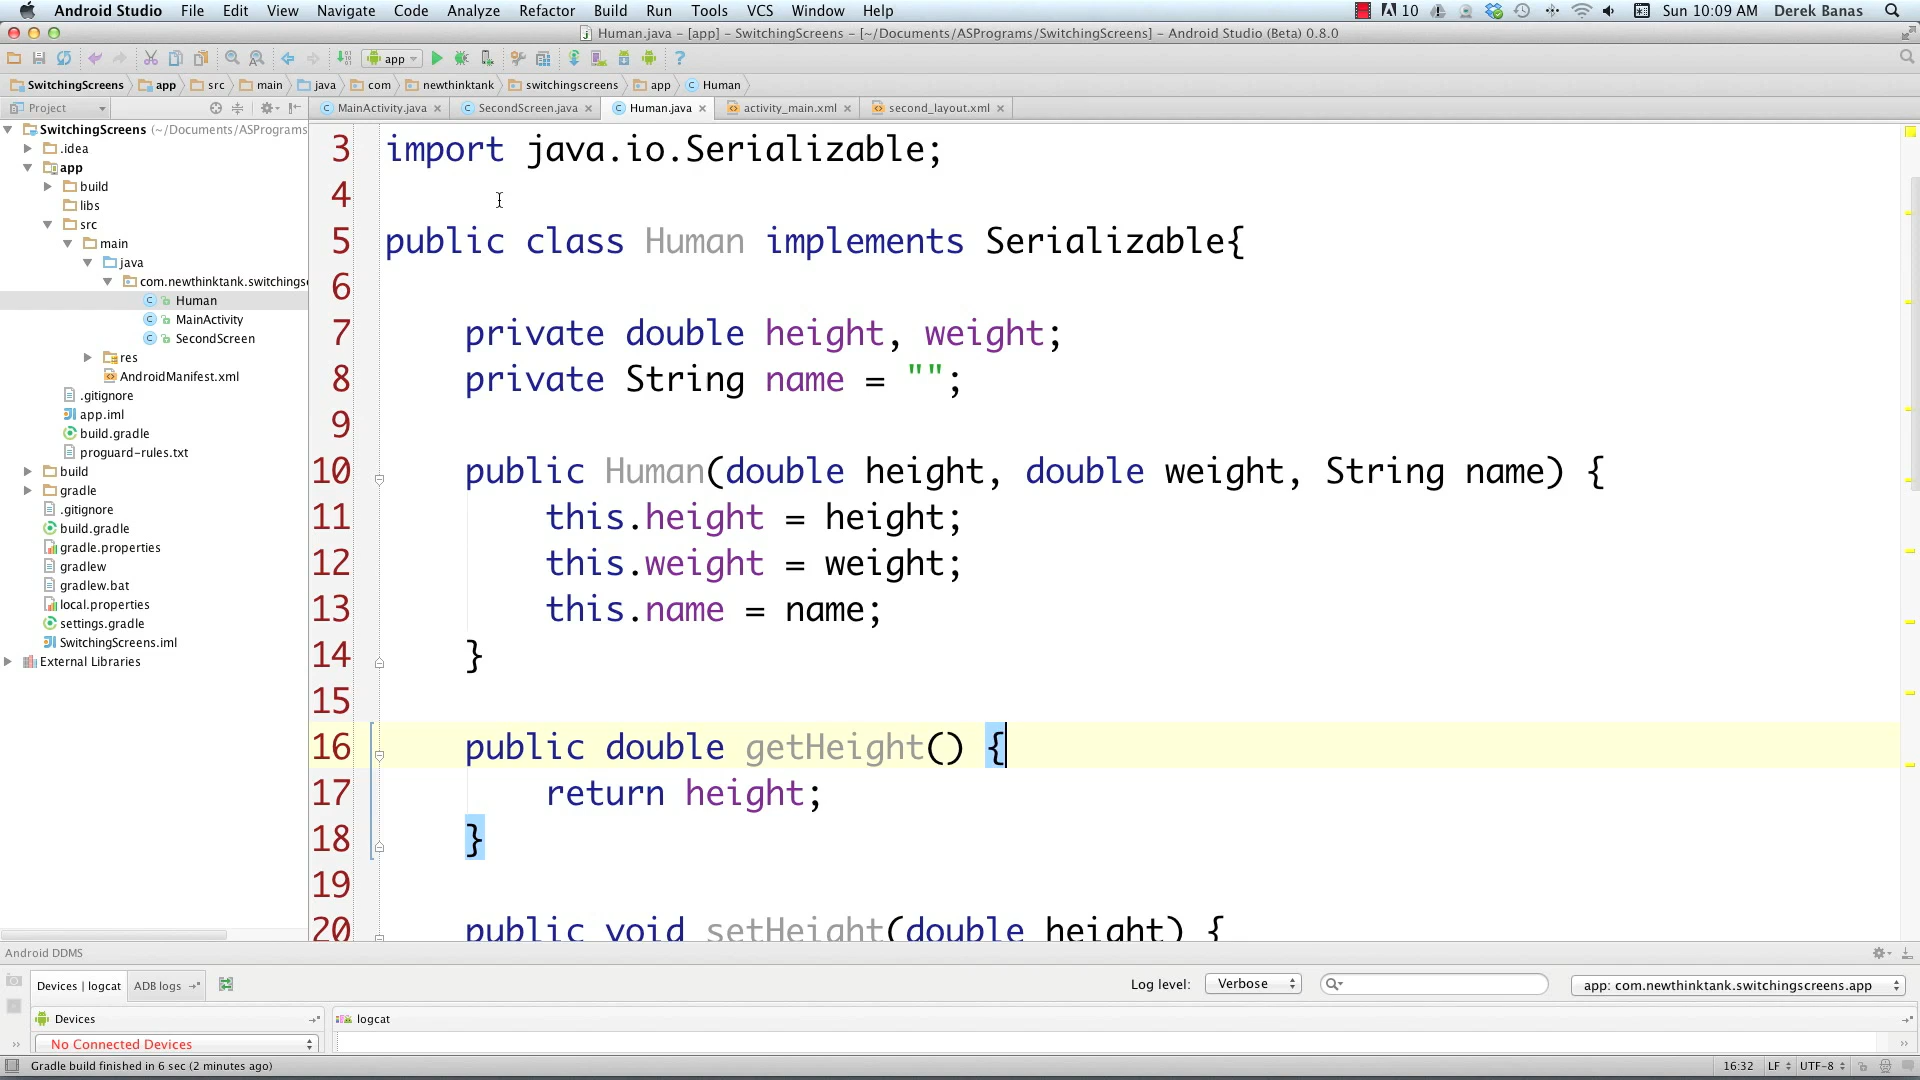 Android Studio File Edit View Navigate Code Analyze Refactor Build Run Tools VCS Window Help 10 Sun 10:09 AM Derek Banas
Human.java – [app] – SwitchingScreens – [~/Documents/ASPrograms/SwitchingScreens] – Android Studio (Beta) 0.8.0
app
SwitchingScreens app src main java com newthinktank switchingscreens app Human
Project
MainActivity.java SecondScreen.java Human.java activity_main.xml second_layout.xml
SwitchingScreens (~/Documents/ASPrograms
.idea
app
build
libs
src
main
java
com.newthinktank.switchings
Human
MainActivity
SecondScreen
res
AndroidManifest.xml
.gitignore
app.iml
build.gradle
proguard-rules.txt
build
gradle
.gitignore
build.gradle
gradle.properties
gradlew
gradlew.bat
local.properties
settings.gradle
SwitchingScreens.iml
External Libraries
3 import java.io.Serializable;
4
5 public class Human implements Serializable{
6
7 private double height, weight;
8 private String name = "";
9
10 public Human(double height, double weight, String name) {
11 this.height = height;
12 this.weight = weight;
13 this.name = name;
14 }
15
16 public double getHeight() {
17 return height;
18 }
19
20 public void setHeight(double height) {
Android DDMS
Devices | logcat ADB logs Log level: Verbose app: com.newthinktank.switchingscreens.app
Devices logcat
No Connected Devices
Gradle build finished in 6 sec (2 minutes ago) 16:32 LF UTF-8